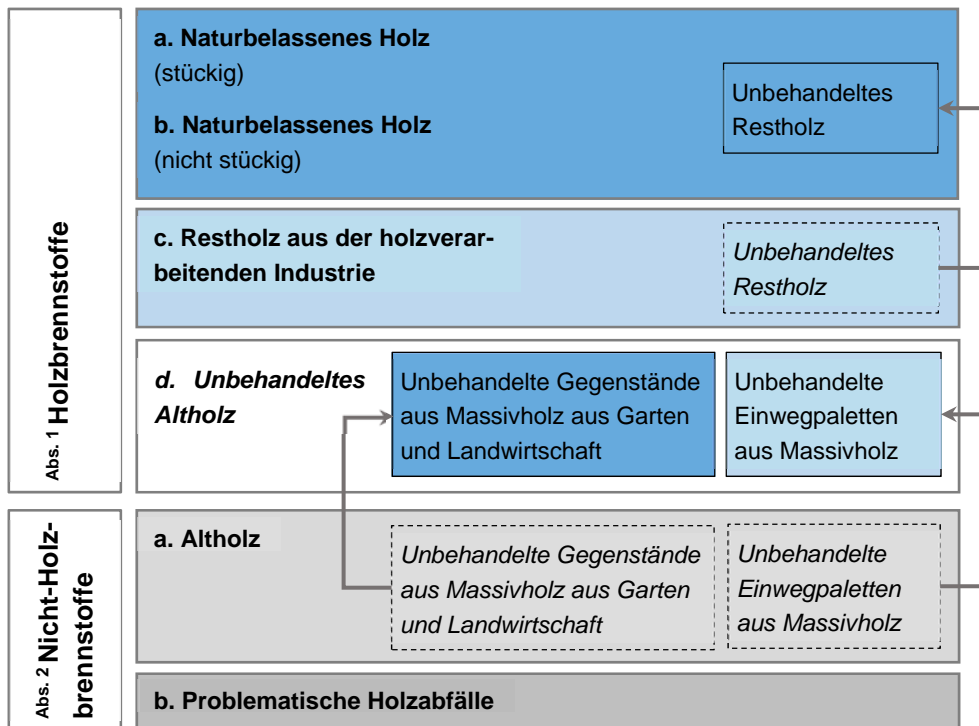 Abs. 1 Holzbrennstoffe
a. Naturbelassenes Holz
(stückig)
b. Naturbelassenes Holz
(nicht stückig)
Unbehandeltes
Restholz
c. Restholz aus der holzverar-
beitenden Industrie
Unbehandeltes
Restholz
d. Unbehandeltes
Altholz
Unbehandelte Gegenstände
aus Massivholz aus Garten
und Landwirtschaft
Unbehandelte
Einwegpaletten
aus Massivholz
Abs. 2 Nicht-Holz-
brennstoffe
a. Altholz
Unbehandelte Gegenstände
aus Massivholz aus Garten
und Landwirtschaft
Unbehandelte
Einwegpaletten
aus Massivholz
b. Problematische Holzabfälle